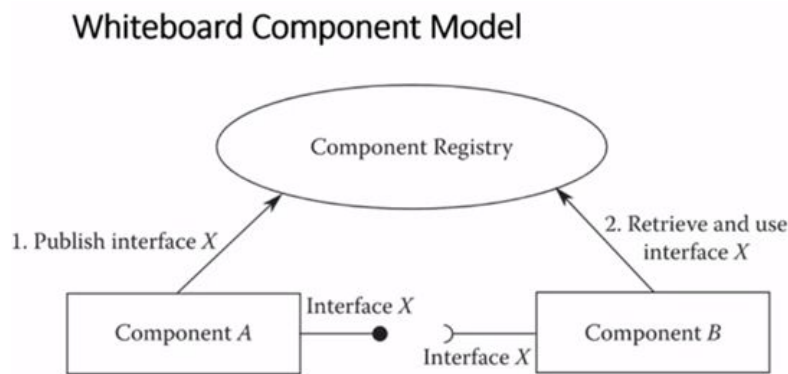 Whiteboard Component Model
Component Registry
1. Publish interface X
2. Retrieve and use
interface X
Component A
Interface X
Interface X
Component B